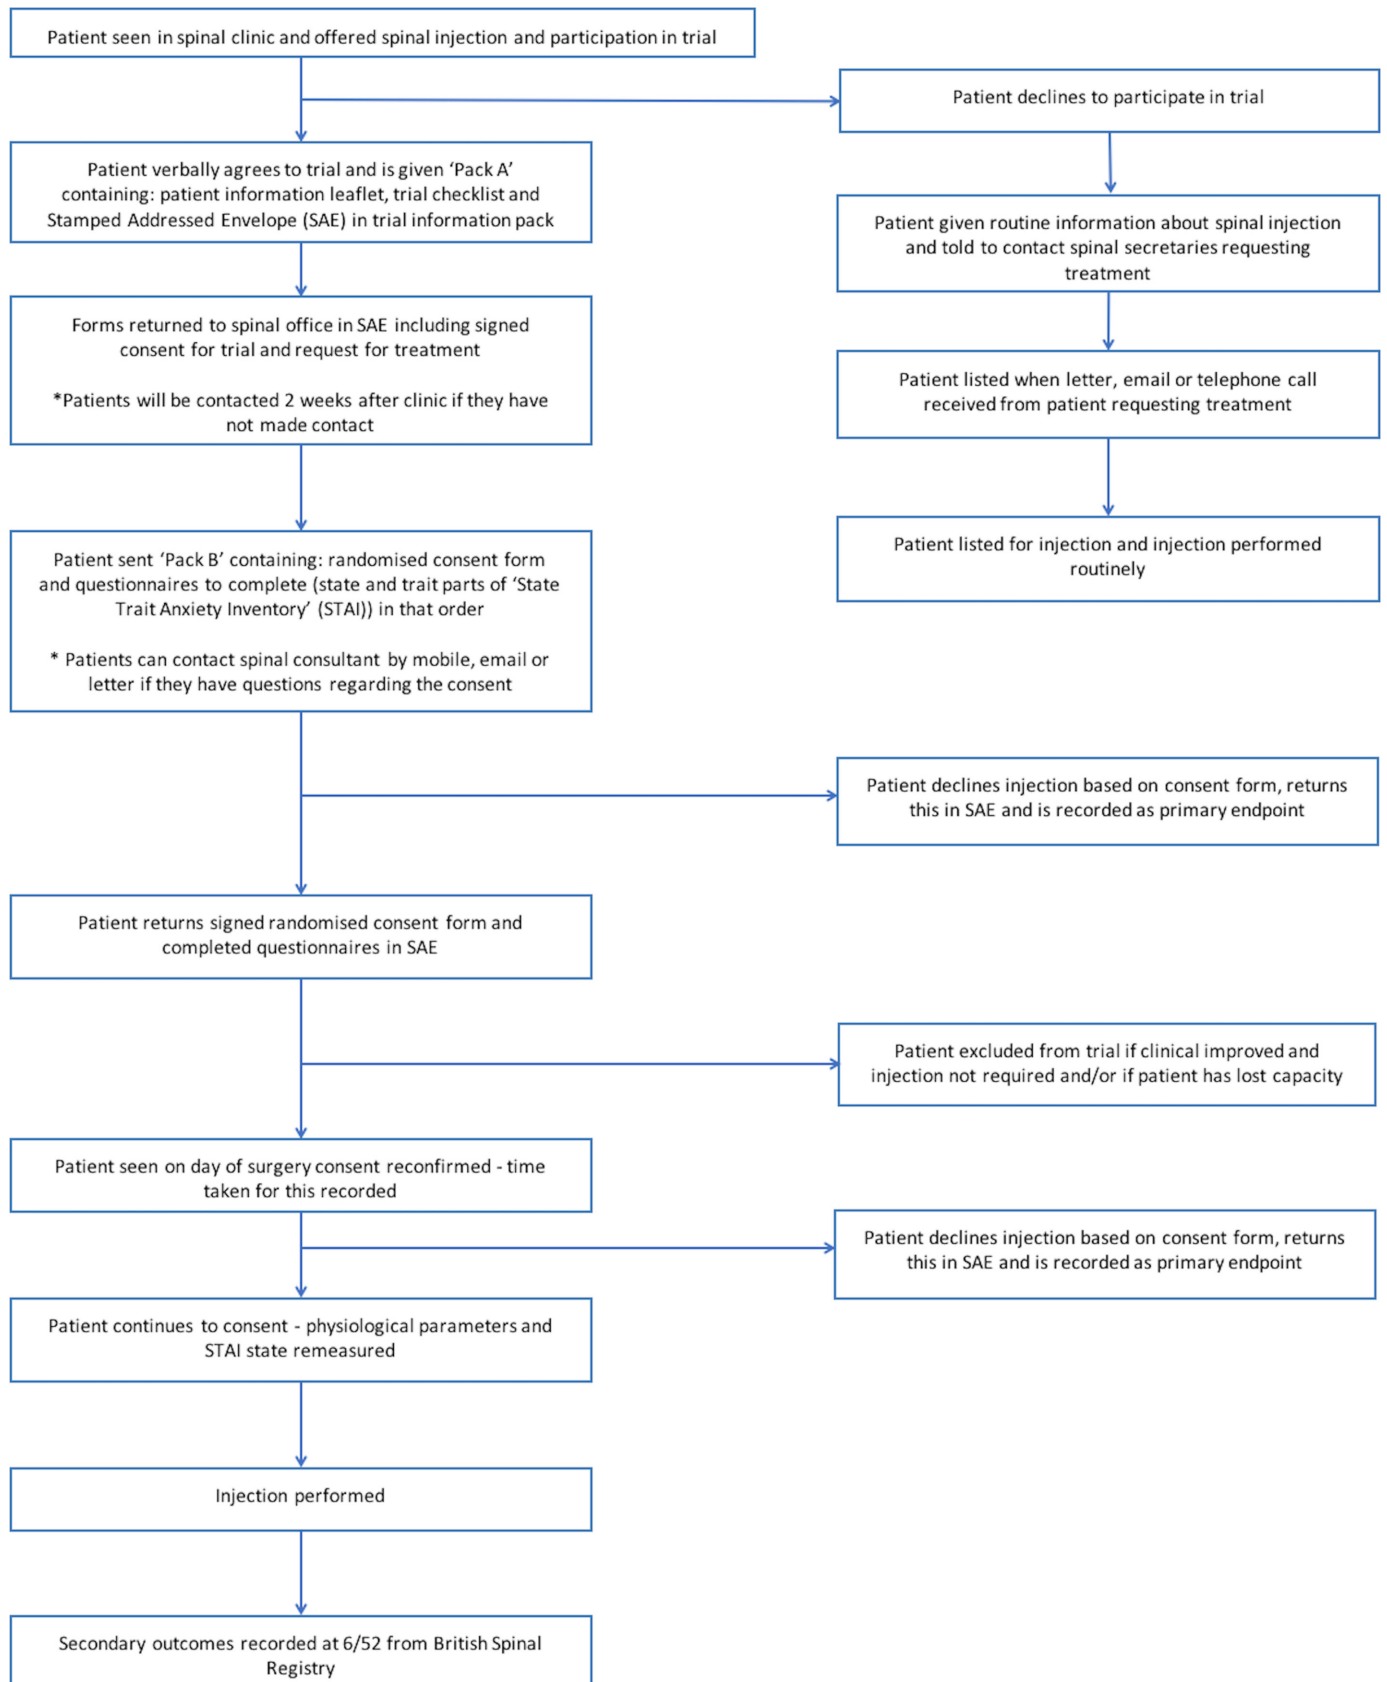 Patient seen in spinal clinic and offered spinal injection and participation in trial
Patient declines to participate in trial
Patient verbally agrees to trial and is given ‘Pack A’
containing: patient information leaflet, trial checklist and
Stamped Addressed Envelope (SAE) in trial information pack
Patient given routine information about spinal injection
and told to contact spinal secretaries requesting
treatment
Forms returned to spinal office in SAE including signed
consent for trial and request for treatment
*Patients will be contacted 2 weeks after clinic if they have
not made contact
Patient listed when letter, email or telephone call
received from patient requesting treatment
Patient listed for injection and injection performed
routinely
Patient sent ‘Pack B’ containing: randomised consent form
and questionnaires to complete (state and trait parts of ‘State
Trait Anxiety Inventory’ (STAI)) in that order
* Patients can contact spinal consultant by mobile, email or
letter if they have questions regarding the consent
Patient declines injection based on consent form, returns
this in SAE and is recorded as primary endpoint
Patient returns signed randomised consent form and
completed questionnaires in SAE
Patient excluded from trial if clinical improved and
injection not required and/or if patient has lost capacity
Patient seen on day of surgery consent reconfirmed - time
taken for this recorded
Patient declines injection based on consent form, returns
this in SAE and is recorded as primary endpoint
Patient continues to consent - physiological parameters and
STAI state remeasured
Injection performed
Secondary outcomes recorded at 6/52 from British Spinal
Registry